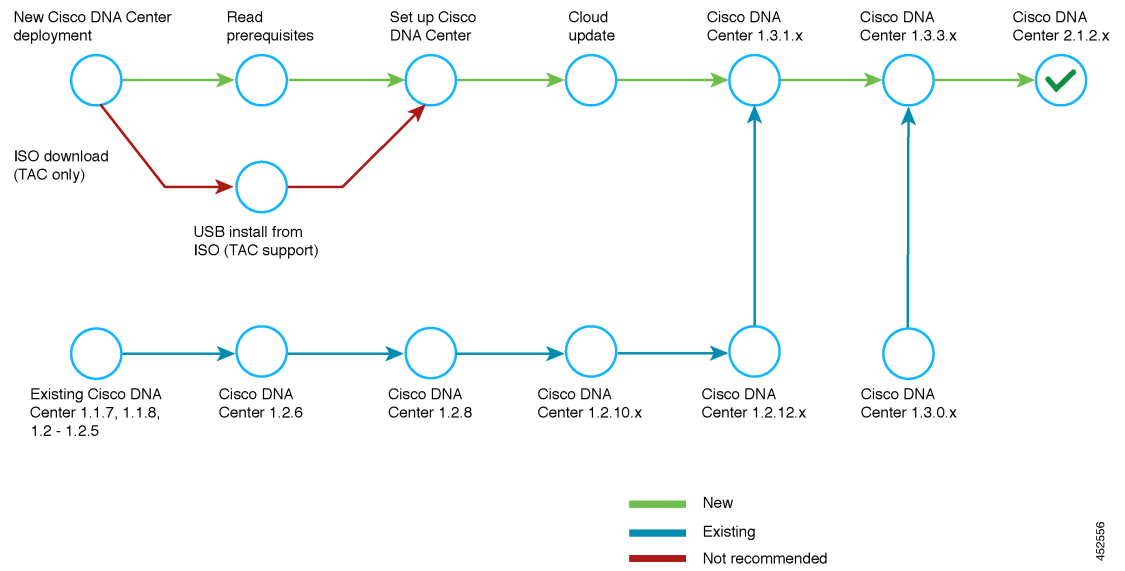 New Cisco DNA Center
deployment
Read
prerequisites
Set up Cisco
DNA Center
Cloud
update
Cisco DNA
Center 1.3.1.x
Cisco DNA
Center 1.3.3.x
Cisco DNA
Center 2.1.2.x
ISO download
(TAC only)
USB install from
ISO (TAC support)
Existing Cisco DNA
Center 1.1.7, 1.1.8,
1.2 - 1.2.5
Cisco DNA
Center 1.2.6
Cisco DNA
Center 1.2.8
Cisco DNA
Center 1.2.10.x
Cisco DNA
Center 1.2.12.x
Cisco DNA
Center 1.3.0.x
New
Existing
Not recommended
452556